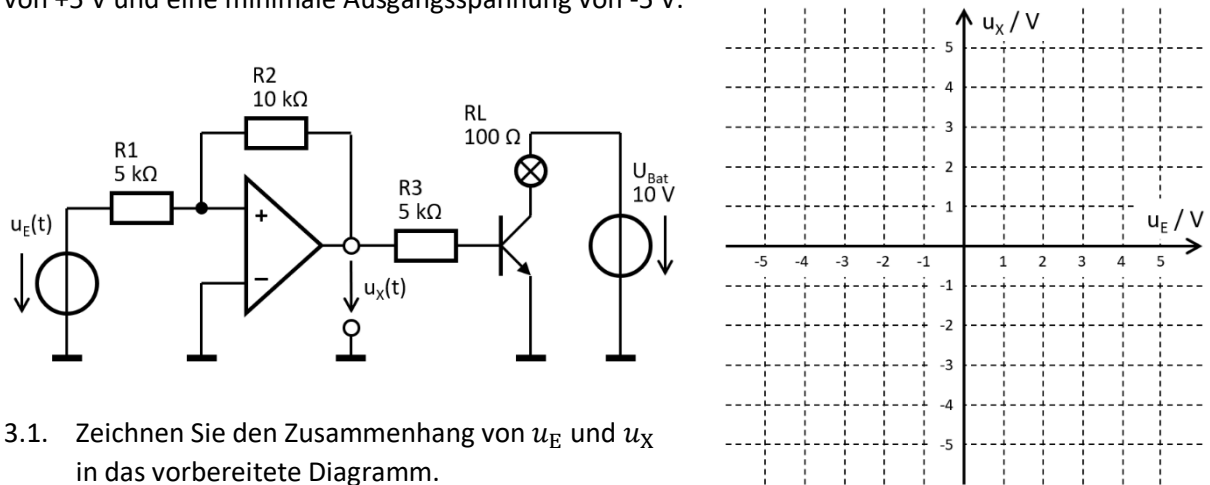 von +5 V und eine minimale Ausgangsspannung von -5 V.
R2
10 kΩ
R1
5 kΩ
u_E(t)
+
−
u_X(t)
R3
5 kΩ
RL
100 Ω
U_Bat
10 V
u_X / V
5
4
3
2
1
u_E / V
-5 -4 -3 -2 -1 1 2 3 4 5
-1
-2
-3
-4
-5
3.1. Zeichnen Sie den Zusammenhang von u_E und u_X
in das vorbereitete Diagramm.